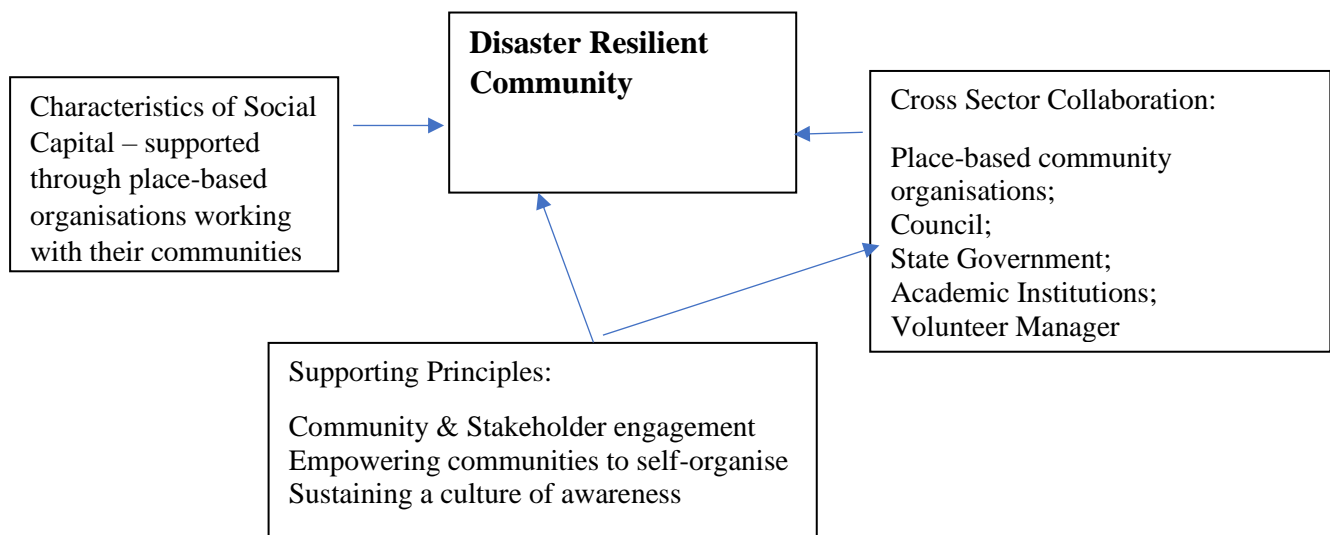 Disaster Resilient
Community
Characteristics of Social
Capital – supported
through place-based
organisations working
with their communities
Cross Sector Collaboration:
Place-based community
organisations;
Council;
State Government;
Academic Institutions;
Volunteer Manager
Supporting Principles:
Community & Stakeholder engagement
Empowering communities to self-organise
Sustaining a culture of awareness